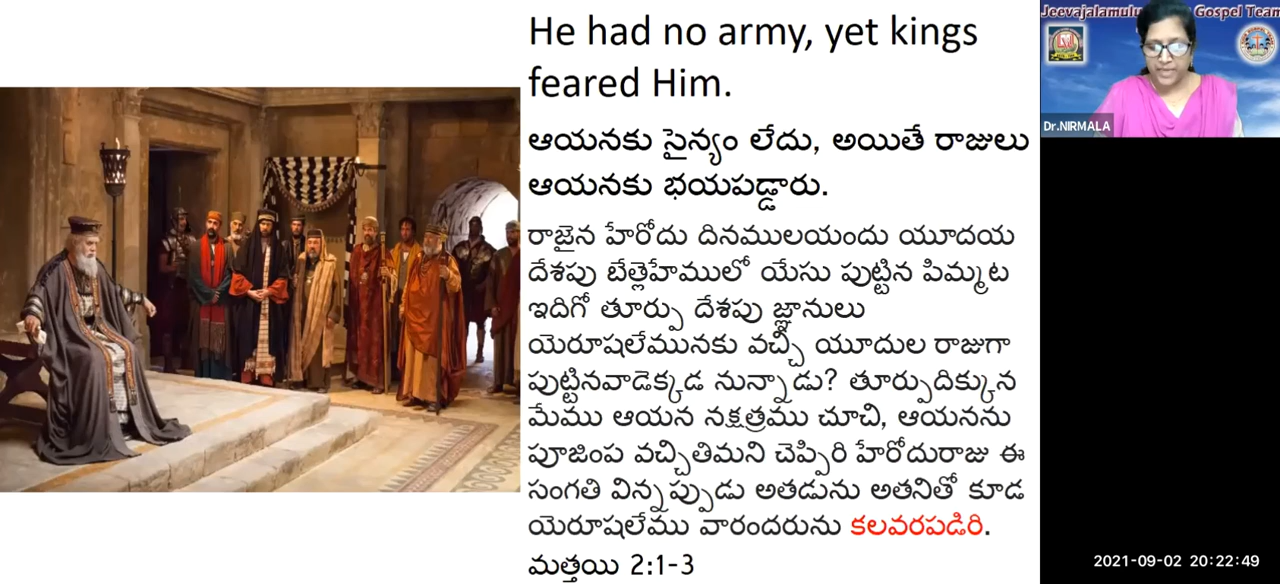 He had no army, yet kings
feared Him.
ఆయనకు సైన్యం లేదు, అయితే రాజులు
ఆయనకు భయపడ్డారు.
రాజైన హేరోదు దినములయందు యూదయ
దేశపు బేత్లెహేములో యేసు పుట్టిన పిమ్మట
ఇదిగో తూర్పు దేశపు జ్ఞానులు
యెరూషలేమునకు వచ్చి యూదుల రాజుగా
పుట్టినవాడెక్కడ నున్నాడు? తూర్పుదిక్కున
మేము ఆయన నక్షత్రము చూచి, ఆయనను
పూజింప వచ్చితిమని చెప్పిరి హేరోదురాజు ఈ
సంగతి విన్నప్పుడు అతడును అతనితో కూడ
యెరూషలేము వారందరును కలవరపడిరి.
మత్తయి 2:1-3
Jeevajalamulu Gospel Team
Dr.NIRMALA
2021-09-02 20:22:49